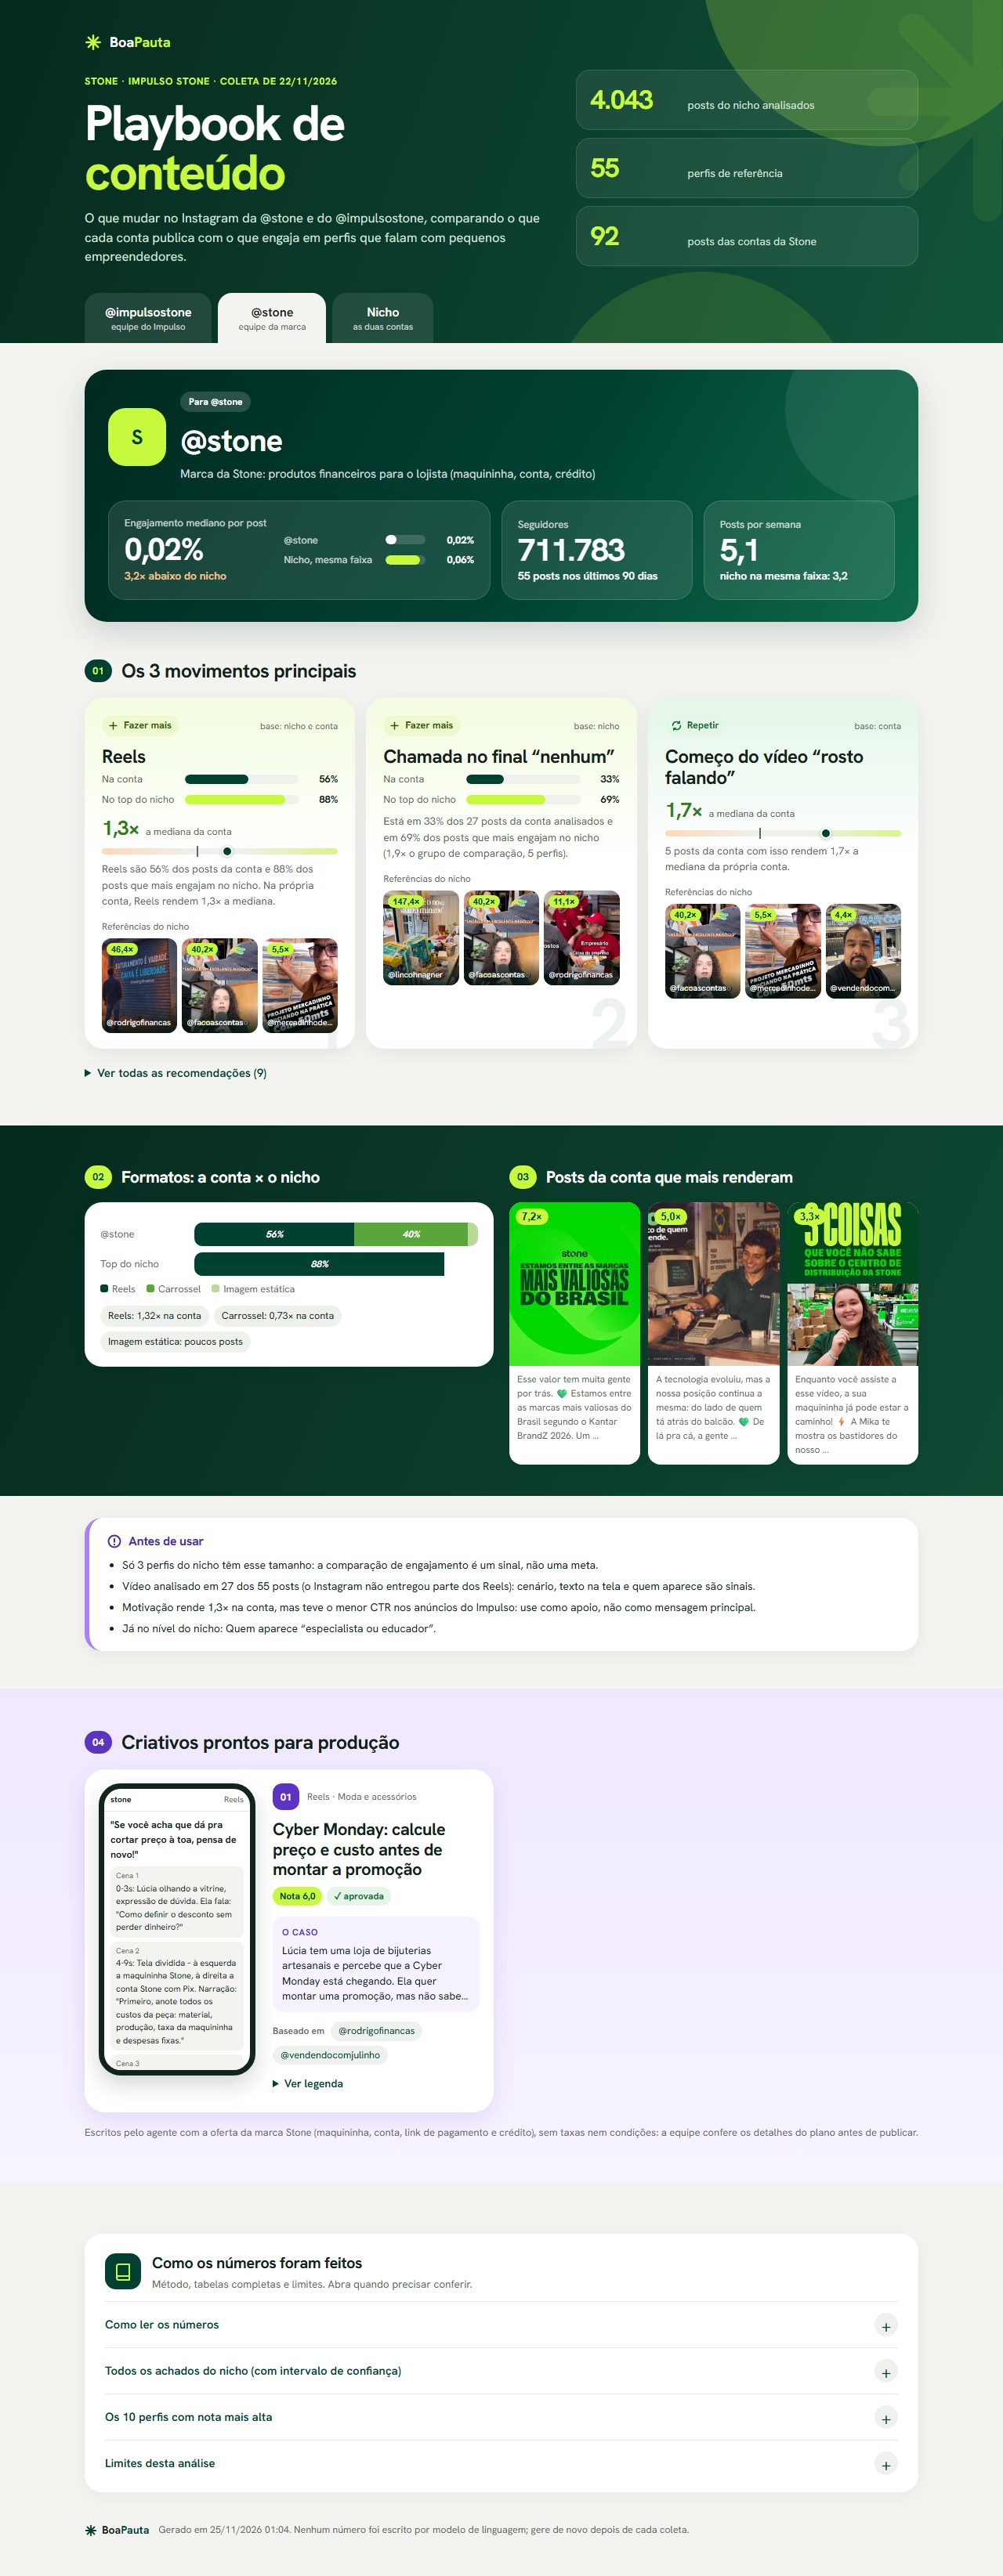 BoaPauta
STONE · IMPULSO STONE · COLETA DE 22/11/2026
Playbook de
conteúdo
O que mudar no Instagram da @stone e do @impulsostone, comparando o que
cada conta publica com o que engaja em perfis que falam com pequenos
empreendedores.
4.043 posts do nicho analisados
55 perfis de referência
92 posts das contas da Stone
@impulsostone
equipe do Impulso
@stone
equipe da marca
Nicho
as duas contas
S
Para @stone
@stone
Marca da Stone: produtos financeiros para o lojista (maquininha, conta, crédito)
Engajamento mediano por post
0,02%
3,2× abaixo do nicho
@stone 0,02%
Nicho, mesma faixa 0,06%
Seguidores
711.783
55 posts nos últimos 90 dias
Posts por semana
5,1
nicho na mesma faixa: 3,2
01 Os 3 movimentos principais
+ Fazer mais
base: nicho e conta
Reels
Na conta 56%
No top do nicho 88%
1,3× a mediana da conta
Reels são 56% dos posts da conta e 88% dos
posts que mais engajam no nicho. Na própria
conta, Reels rendem 1,3× a mediana.
Referências do nicho
46,4×
@rodrigofinancas
40,2×
@facoascontas
5,5×
PROJETO MERCADINHO
@mercadinhode...
1
+ Fazer mais
base: nicho
Chamada no final “nenhum”
Na conta 33%
No top do nicho 69%
Está em 33% dos 27 posts da conta analisados e
em 69% dos posts que mais engajam no nicho
(1,9× o grupo de comparação, 5 perfis).
Referências do nicho
147,4×
@lincohnagner
40,2×
@facoascontas
11,1×
Empresário
@rodrigofinancas
2
Repetir
base: conta
Começo do vídeo “rosto
falando”
1,7× a mediana da conta
5 posts da conta com isso rendem 1,7× a
mediana da própria conta.
Referências do nicho
40,2×
@facoascontas
5,5×
PROJETO MERCADINHO
@mercadinhode...
4,4×
@vendendocom...
3
Ver todas as recomendações (9)
02 Formatos: a conta × o nicho
@stone 56% 40%
Top do nicho 88%
Reels Carrossel Imagem estática
Reels: 1,32× na conta
Carrossel: 0,73× na conta
Imagem estática: poucos posts
03 Posts da conta que mais renderam
7,2×
stone
ESTAMOS ENTRE AS MARCAS
MAIS VALIOSAS
DO BRASIL
Esse valor tem muita gente
por trás. 💚 Estamos entre
as marcas mais valiosas do
Brasil segundo o Kantar
BrandZ 2026. Um ...
5,0×
A tecnologia evoluiu, mas a
nossa posição continua a
mesma: do lado de quem
tá atrás do balcão. 💚 De
lá pra cá, a gente ...
3,3×
3 COISAS
QUE VOCÊ NÃO SABE
SOBRE O CENTRO DE
DISTRIBUIÇÃO DA STONE
Enquanto você assiste a
esse vídeo, a sua
maquininha já pode estar a
caminho! ⚡ A Mika te
mostra os bastidores do
nosso ...
Antes de usar
Só 3 perfis do nicho têm esse tamanho: a comparação de engajamento é um sinal, não uma meta.
Vídeo analisado em 27 dos 55 posts (o Instagram não entregou parte dos Reels): cenário, texto na tela e quem aparece são sinais.
Motivação rende 1,3× na conta, mas teve o menor CTR nos anúncios do Impulso: use como apoio, não como mensagem principal.
Já no nível do nicho: Quem aparece “especialista ou educador”.
04 Criativos prontos para produção
stone Reels
"Se você acha que dá pra
cortar preço à toa, pensa de
novo!"
Cena 1
0-3s: Lúcia olhando a vitrine,
expressão de dúvida. Ela fala:
"Como definir o desconto sem
perder dinheiro?"
Cena 2
4-9s: Tela dividida – à esquerda
a maquininha Stone, à direita a
conta Stone com Pix. Narração:
"Primeiro, anote todos os
custos da peça: material,
produção, taxa da maquininha
e despesas fixas."
Cena 3
01 Reels · Moda e acessórios
Cyber Monday: calcule
preço e custo antes de
montar a promoção
Nota 6,0
✓ aprovada
O CASO
Lúcia tem uma loja de bijuterias
artesanais e percebe que a Cyber
Monday está chegando. Ela quer
montar uma promoção, mas não sabe...
Baseado em @rodrigofinancas
@vendendocomjulinho
Ver legenda
Escritos pelo agente com a oferta da marca Stone (maquininha, conta, link de pagamento e crédito), sem taxas nem condições: a equipe confere os detalhes do plano antes de publicar.
Como os números foram feitos
Método, tabelas completas e limites. Abra quando precisar conferir.
Como ler os números
Todos os achados do nicho (com intervalo de confiança)
Os 10 perfis com nota mais alta
Limites desta análise
BoaPauta Gerado em 25/11/2026 01:04. Nenhum número foi escrito por modelo de linguagem; gere de novo depois de cada coleta.